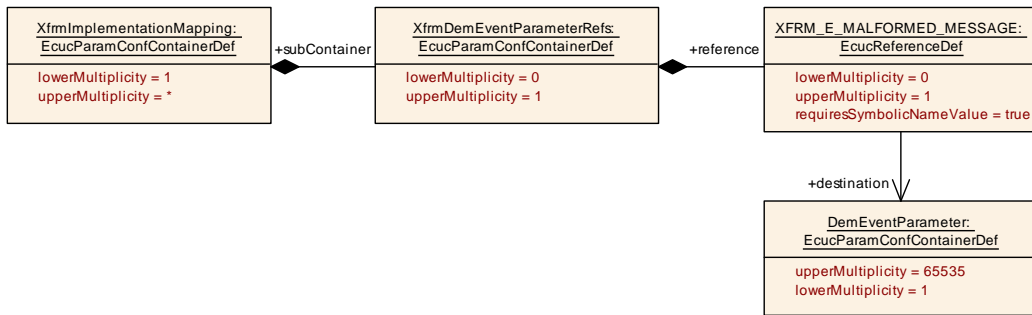 XfrmImplementationMapping:
EcucParamConfContainerDef
lowerMultiplicity = 1
upperMultiplicity = *
+subContainer
XfrmDemEventParameterRefs:
EcucParamConfContainerDef
lowerMultiplicity = 0
upperMultiplicity = 1
+reference
XFRM_E_MALFORMED_MESSAGE:
EcucReferenceDef
lowerMultiplicity = 0
upperMultiplicity = 1
requiresSymbolicNameValue = true
+destination
DemEventParameter:
EcucParamConfContainerDef
upperMultiplicity = 65535
lowerMultiplicity = 1